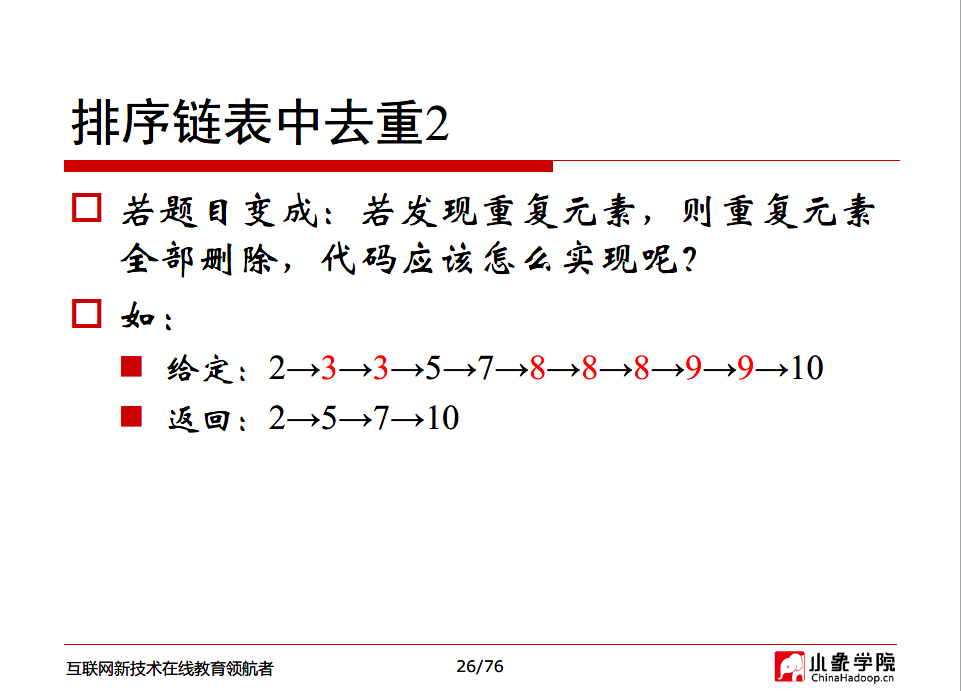 排序链表中去重2
若题目变成：若发现重复元素，则重复元素
全部删除，代码应该怎么实现呢？
如：
给定：2→3→3→5→7→8→8→8→9→9→10
返回：2→5→7→10
互联网新技术在线教育领航者
26/76
小象学院
ChinaHadoop.cn